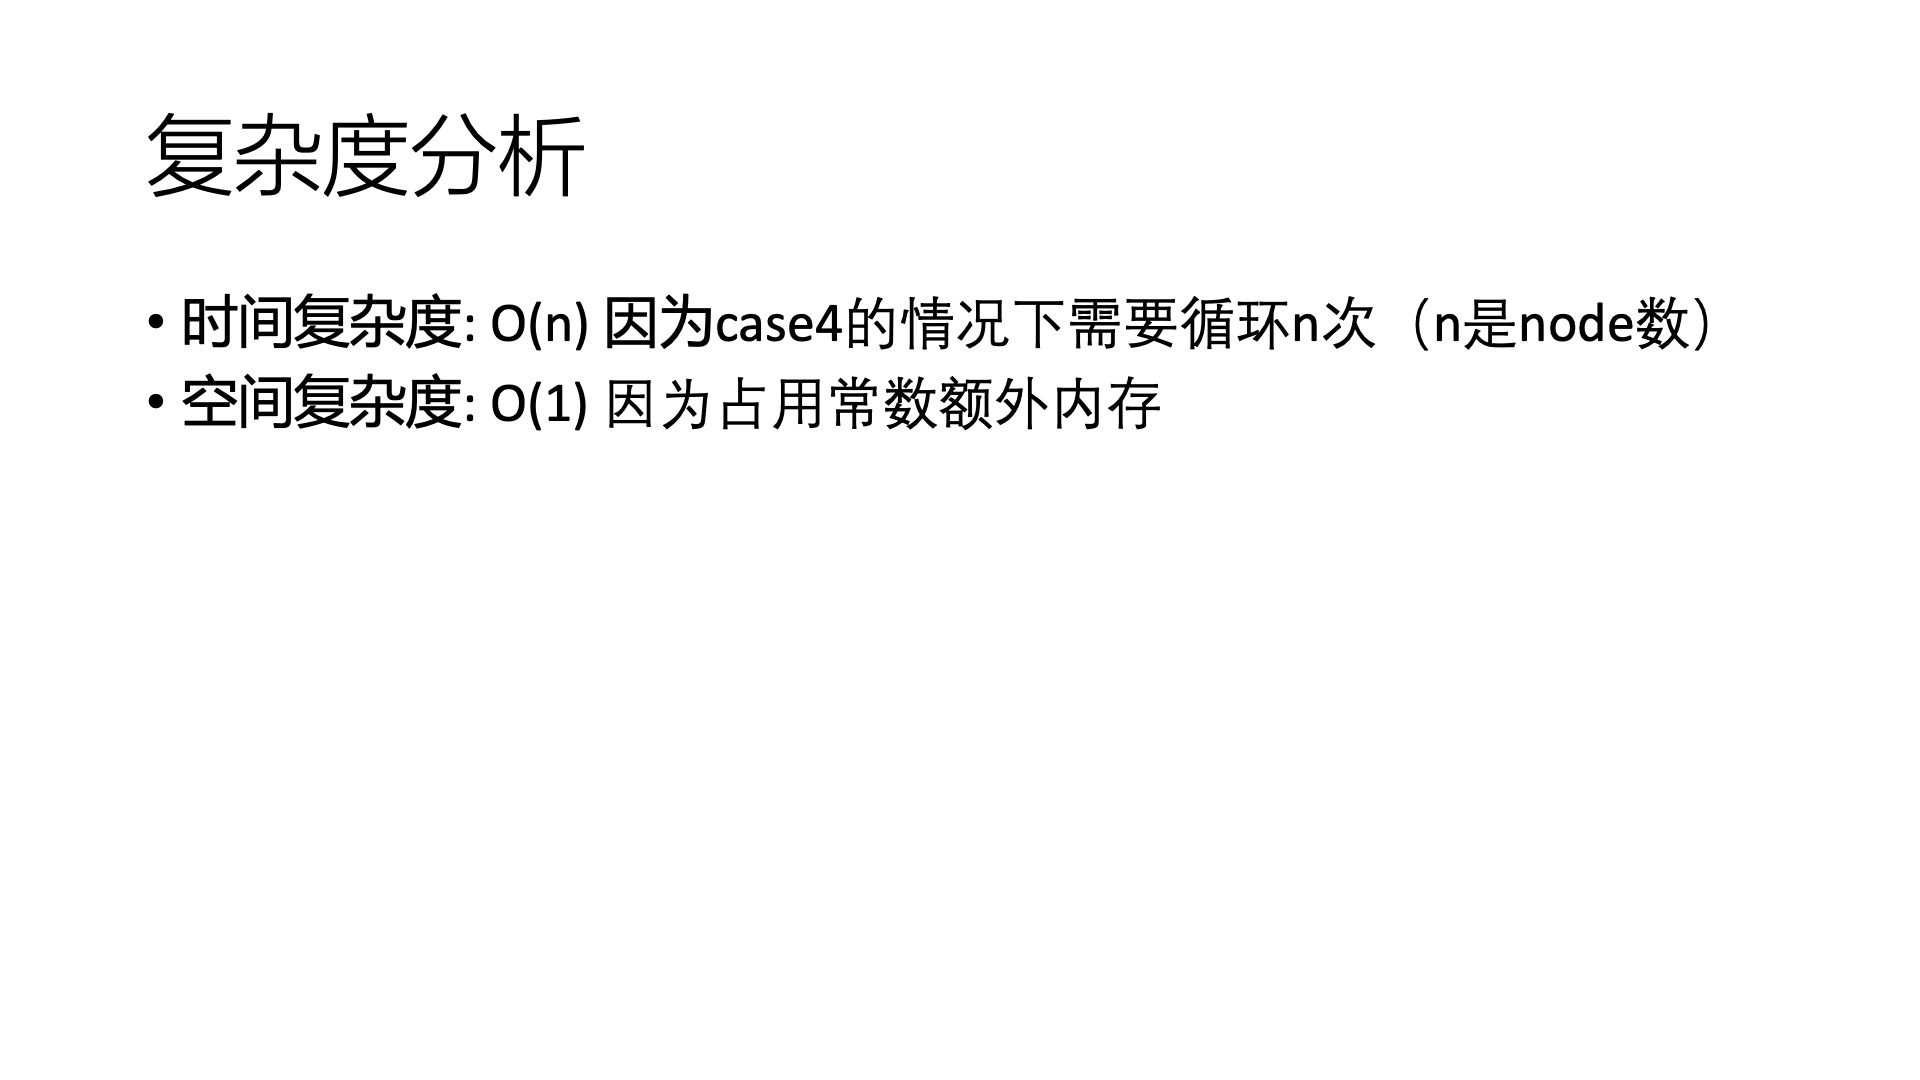 复杂度分析
• 时间复杂度: O(n) 因为case4的情况下需要循环n次（n是node数）
• 空间复杂度: O(1) 因为占用常数额外内存